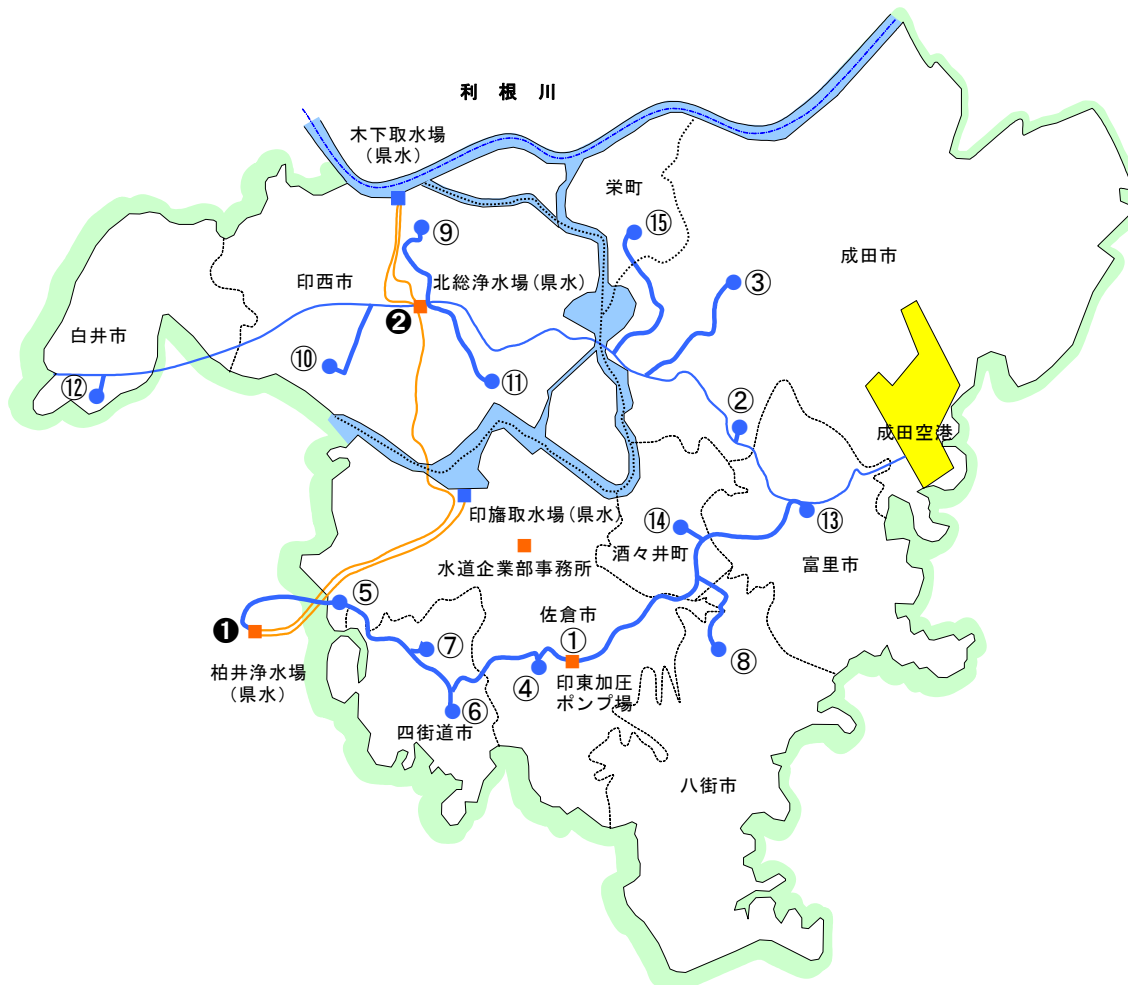 利根川
木下取水場
(県水)
栄町
⑨
⑮
成田市
印西市
北総浄水場(県水)
③
❷
白井市
⑩
⑪
⑫
②
成田空港
印旛取水場(県水)
⑭
⑬
水道企業部事務所
酒々井町
富里市
⑤
佐倉市
❶
⑦
①
⑧
柏井浄水場
(県水)
④
印東加圧
ポンプ場
⑥
四街道市
八街市